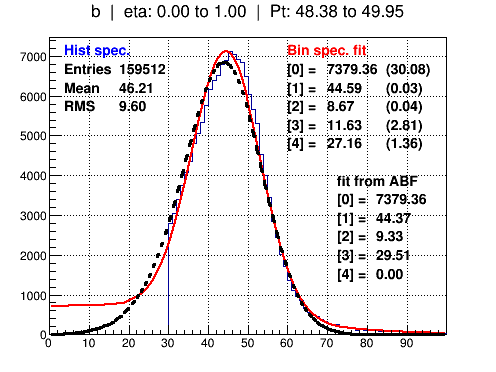 b | eta: 0.00 to 1.00 | Pt: 48.38 to 49.95
Hist spec.
Entries 159512
Mean 46.21
RMS 9.60
Bin spec. fit
[0] = 7379.36 (30.08)
[1] = 44.59 (0.03)
[2] = 8.67 (0.04)
[3] = 11.63 (2.81)
[4] = 27.16 (1.36)
fit from ABF
[0] = 7379.36
[1] = 44.37
[2] = 9.33
[3] = 29.51
[4] = 0.00
7000
6000
5000
4000
3000
2000
1000
0
0 10 20 30 40 50 60 70 80 90